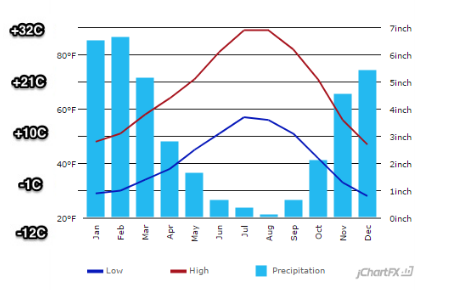 +32C
7inch
80°F
6inch
+21C
5inch
60°F
4inch
+10C
3inch
40°F
2inch
-1C
1inch
20°F
0inch
-12C
Jan Feb Mar Apr May Jun Jul Aug Sep Oct Nov Dec
Low High Precipitation
jChartFX